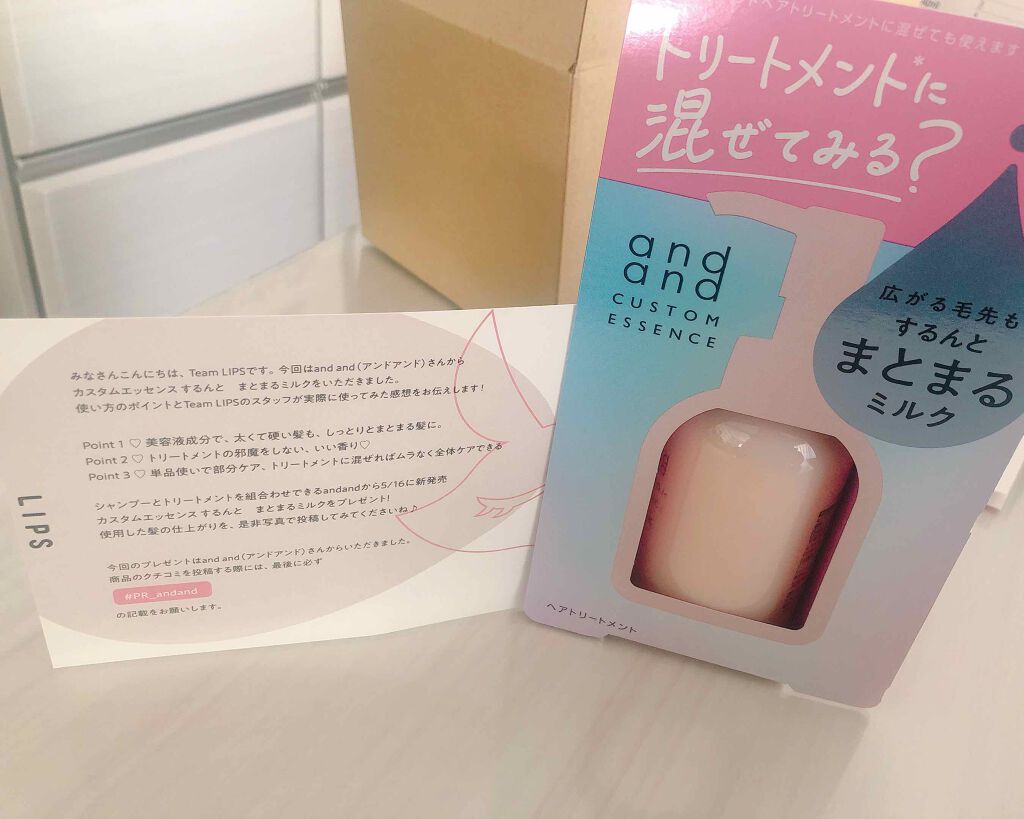 みなさんこんにちは、Team LIPSです。今回はand and（アンドアンド）さんから
カスタムエッセンス するんと　まとまるミルクをいただきました。
使い方のポイントとTeam LIPSのスタッフが実際に使ってみた感想をお伝えします！
Point 1 ♡ 美容液成分で、太くて硬い髪も、しっとりとまとまる髪に。
Point 2 ♡ トリートメントの邪魔をしない、いい香り♡
Point 3 ♡ 単品使いで部分ケア、トリートメントに混ぜればムラなく全体ケアできる
シャンプーとトリートメントを組合わせできるandandから5/16に新発売
カスタムエッセンス するんと　まとまるミルクをプレゼント！
使用した髪の仕上がりを、是非写真で投稿してみてくださいね♪
今回のプレゼントはand and（アンドアンド）さんからいただきました。
商品のクチコミを投稿する際には、最後に必ず
#PR_andand
の記載をお願いします。
LIPS
ヘアトリートメントに混ぜても使えます
トリートメント*に
混ぜてみる?
and
and
CUSTOM
ESSENCE
広がる毛先も
するんと
まとまる
ミルク
ヘアトリートメント